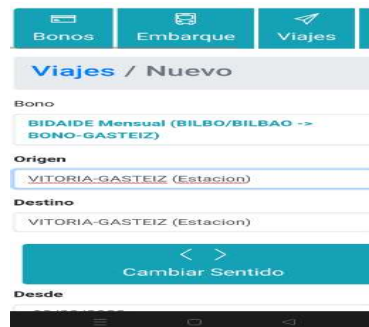 Bonos Embarque Viajes
Viajes / Nuevo
Bono
BIDAIDE Mensual (BILBO/BILBAO ->
BONO-GASTEIZ)
Origen
VITORIA-GASTEIZ (Estacion)
Destino
VITORIA-GASTEIZ (Estacion)
< >
Cambiar Sentido
Desde